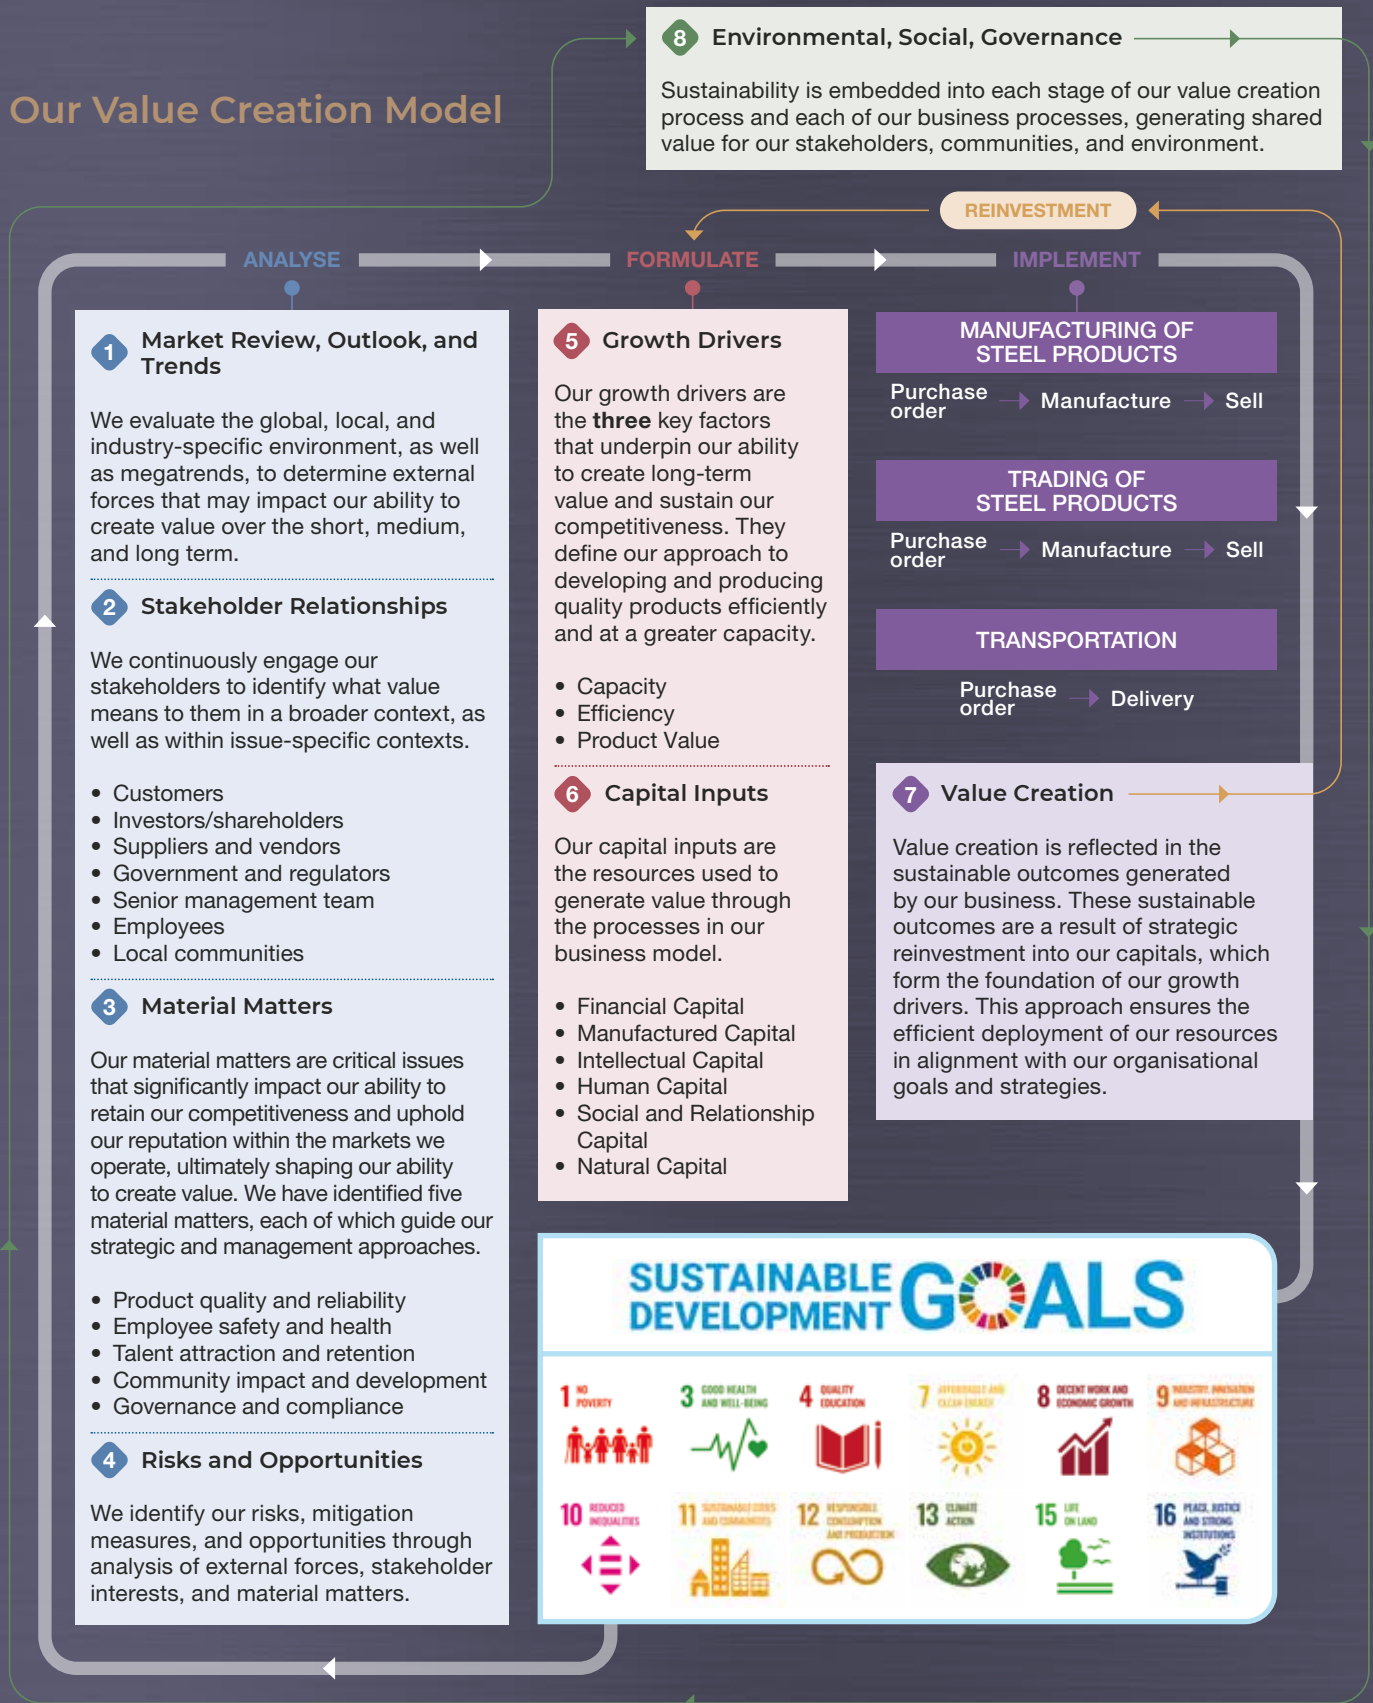 Our Value Creation Model
8 Environmental, Social, Governance
Sustainability is embedded into each stage of our value creation
process and each of our business processes, generating shared
value for our stakeholders, communities, and environment.
REINVESTMENT
ANALYSE
FORMULATE
IMPLEMENT
1 Market Review, Outlook, and
Trends
We evaluate the global, local, and
industry-specific environment, as well
as megatrends, to determine external
forces that may impact our ability to
create value over the short, medium,
and long term.
2 Stakeholder Relationships
We continuously engage our
stakeholders to identify what value
means to them in a broader context, as
well as within issue-specific contexts.
• Customers
• Investors/shareholders
• Suppliers and vendors
• Government and regulators
• Senior management team
• Employees
• Local communities
3 Material Matters
Our material matters are critical issues
that significantly impact our ability to
retain our competitiveness and uphold
our reputation within the markets we
operate, ultimately shaping our ability
to create value. We have identified five
material matters, each of which guide our
strategic and management approaches.
• Product quality and reliability
• Employee safety and health
• Talent attraction and retention
• Community impact and development
• Governance and compliance
4 Risks and Opportunities
We identify our risks, mitigation
measures, and opportunities through
analysis of external forces, stakeholder
interests, and material matters.
5 Growth Drivers
Our growth drivers are
the three key factors
that underpin our ability
to create long-term
value and sustain our
competitiveness. They
define our approach to
developing and producing
quality products efficiently
and at a greater capacity.
• Capacity
• Efficiency
• Product Value
6 Capital Inputs
Our capital inputs are
the resources used to
generate value through
the processes in our
business model.
• Financial Capital
• Manufactured Capital
• Intellectual Capital
• Human Capital
• Social and Relationship
Capital
• Natural Capital
MANUFACTURING OF
STEEL PRODUCTS
Purchase
order
Manufacture
Sell
TRADING OF
STEEL PRODUCTS
Purchase
order
Manufacture
Sell
TRANSPORTATION
Purchase
order
Delivery
7 Value Creation
Value creation is reflected in the
sustainable outcomes generated
by our business. These sustainable
outcomes are a result of strategic
reinvestment into our capitals, which
form the foundation of our growth
drivers. This approach ensures the
efficient deployment of our resources
in alignment with our organisational
goals and strategies.
SUSTAINABLE
DEVELOPMENT
GOALS
1 NO
POVERTY
3 GOOD HEALTH
AND WELL-BEING
4 QUALITY
EDUCATION
7 AFFORDABLE AND
CLEAN ENERGY
8 DECENT WORK AND
ECONOMIC GROWTH
9 INDUSTRY, INNOVATION
AND INFRASTRUCTURE
10 REDUCED
INEQUALITIES
11 SUSTAINABLE CITIES
AND COMMUNITIES
12 RESPONSIBLE
CONSUMPTION
AND PRODUCTION
13 CLIMATE
ACTION
15 LIFE
ON LAND
16 PEACE, JUSTICE
AND STRONG
INSTITUTIONS